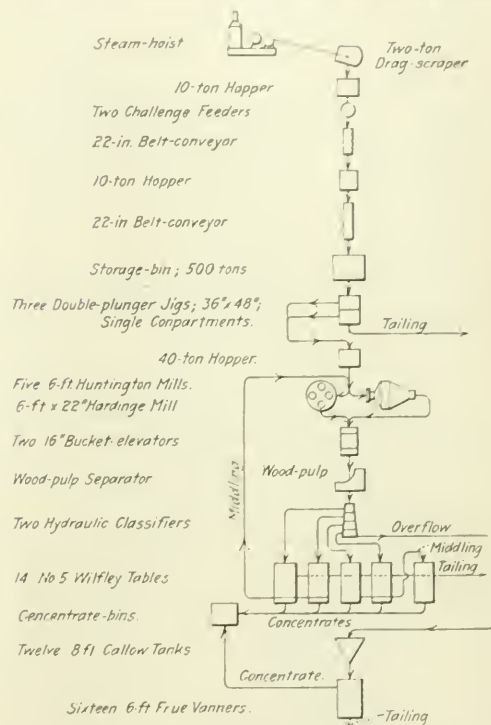 Steam-hoist
Two-ton
Drag-scraper
10-ton Hopper
Two Challenge Feeders
22-in. Belt-conveyor
10-ton Hopper
22-in Belt-conveyor
Storage-bin; 500 tons
Three Double-plunger Jigs; 36"x 48";
Single Conpartments.
Tailing
40-ton Hopper.
Five 6-ft Huntington Mills.
6-ft x 22" Hardinge Mill
Two 16" Bucket-elevators
Middling
Wood-pulp
Wood-pulp Separator
Two Hydraulic Classifiers
Overflow
Middling
Tailing
14 No 5 Wilfley Tables
Concentrates
Cencentrate-bins.
Twelve 8ft Callow Tanks
Concentrate.
Sixteen 6-ft Frue Vanners.
-Tailing